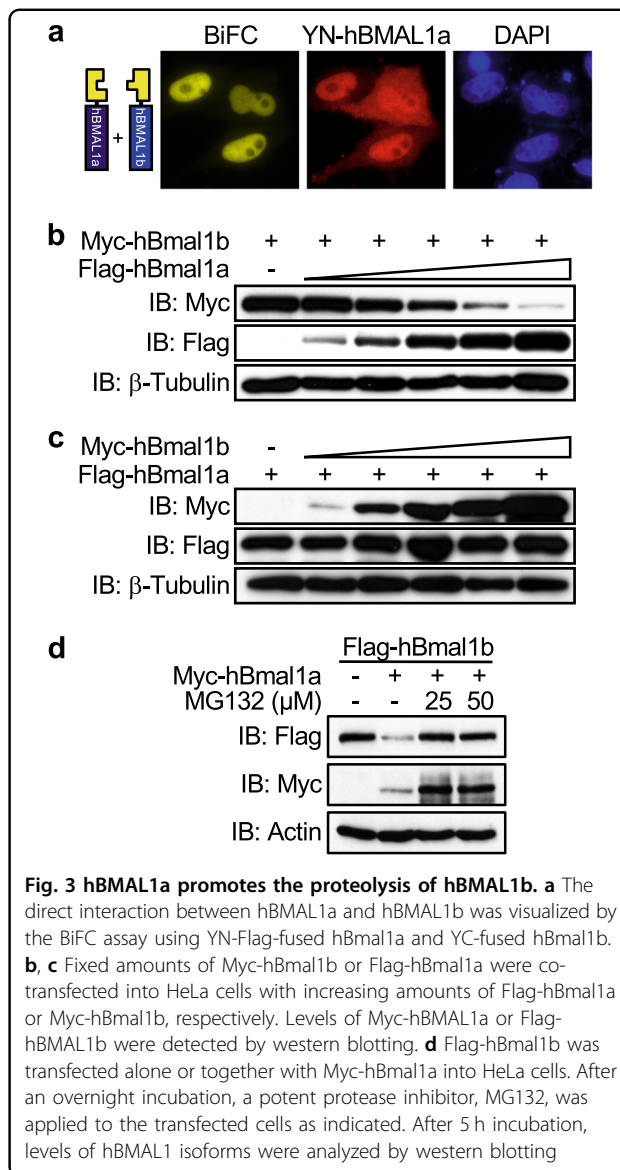 a
BiFC YN-hBMAL1a DAPI
hBMAL1a + hBMAL1b
b
Myc-hBmal1b + + + + + +
Flag-hBmal1a -
IB: Myc
IB: Flag
IB: β-Tubulin
c
Myc-hBmal1b -
Flag-hBmal1a + + + + + +
IB: Myc
IB: Flag
IB: β-Tubulin
d
Flag-hBmal1b
Myc-hBmal1a - + + +
MG132 (µM) - - 25 50
IB: Flag
IB: Myc
IB: Actin
Fig. 3 hBMAL1a promotes the proteolysis of hBMAL1b. a The
direct interaction between hBMAL1a and hBMAL1b was visualized by
the BiFC assay using YN-Flag-fused hBmal1a and YC-fused hBmal1b.
b, c Fixed amounts of Myc-hBmal1b or Flag-hBmal1a were co-
transfected into HeLa cells with increasing amounts of Flag-hBmal1a
or Myc-hBmal1b, respectively. Levels of Myc-hBMAL1a or Flag-
hBMAL1b were detected by western blotting. d Flag-hBmal1b was
transfected alone or together with Myc-hBmal1a into HeLa cells. After
an overnight incubation, a potent protease inhibitor, MG132, was
applied to the transfected cells as indicated. After 5 h incubation,
levels of hBMAL1 isoforms were analyzed by western blotting